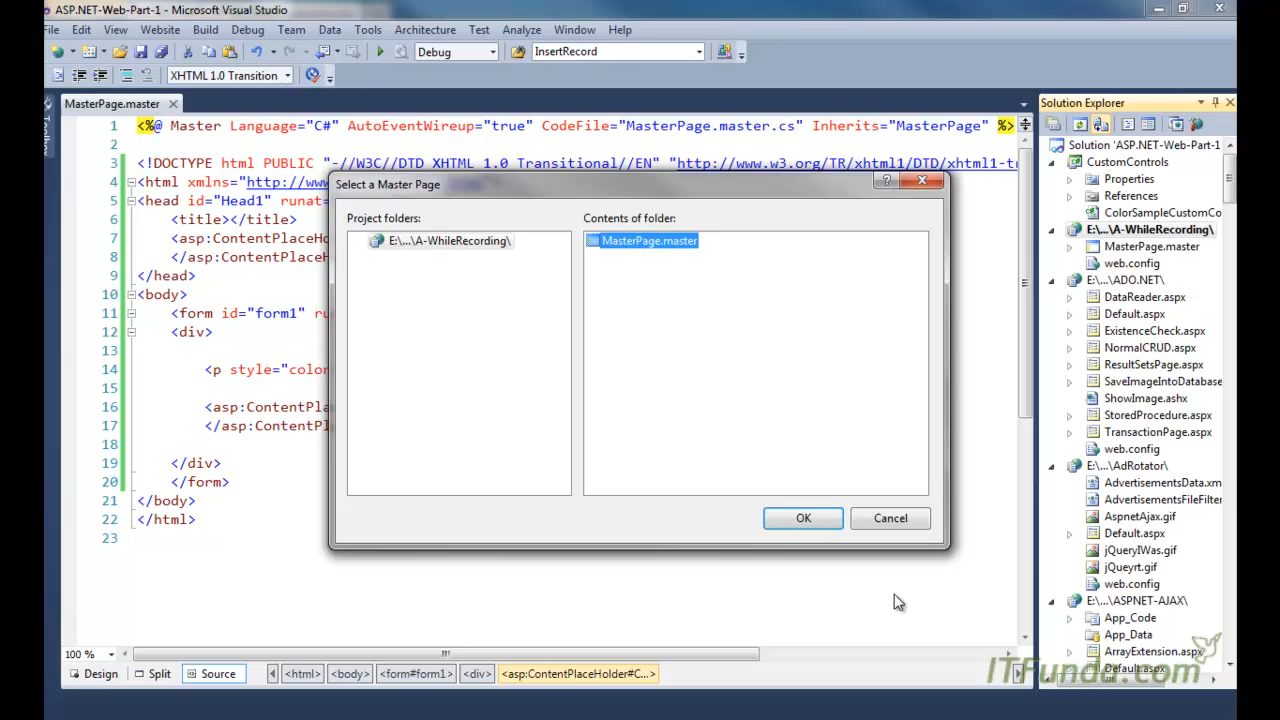 ASP.NET-Web-Part-1 - Microsoft Visual Studio
File Edit View Website Build Debug Team Data Tools Architecture Test Analyze Window Help
Debug InsertRecord
XHTML 1.0 Transition
MasterPage.master
1 <%@ Master Language="C#" AutoEventWireup="true" CodeFile="MasterPage.master.cs" Inherits="MasterPage" %>
2
3 <!DOCTYPE html PUBLIC "-//W3C//DTD XHTML 1.0 Transitional//EN" "http://www.w3.org/TR/xhtml1/DTD/xhtml1-tr
4 <html xmlns="http://www
5 <head id="Head1" runat=
6 <title></title>
7 <asp:ContentPlaceHo
8 </asp:ContentPlaceH
9 </head>
10 <body>
11 <form id="form1" ru
12 <div>
13
14 <p style="color
15
16 <asp:ContentPla
17 </asp:ContentPl
18
19 </div>
20 </form>
21 </body>
22 </html>
23
Select a Master Page
Project folders:
E:\...\A-WhileRecording\
Contents of folder:
MasterPage.master
OK Cancel
100 %
Design Split Source <html> <body> <form#form1> <div> <asp:ContentPlaceHolder#C...>
Toolbox
Solution Explorer
Solution 'ASP.NET-Web-Part-1
CustomControls
Properties
References
ColorSampleCustomCo
E:\...\A-WhileRecording\
MasterPage.master
web.config
E:\...\ADO.NET\
DataReader.aspx
Default.aspx
ExistenceCheck.aspx
NormalCRUD.aspx
ResultSetsPage.aspx
SaveImageIntoDatabase
ShowImage.ashx
StoredProcedure.aspx
TransactionPage.aspx
web.config
E:\...\AdRotator\
AdvertisementsData.xm
AdvertisementsFileFilter
AspnetAjax.gif
Default.aspx
jQueryIWas.gif
jQueyrt.gif
web.config
E:\...\ASPNET-AJAX\
App_Code
App_Data
ArrayExtension.aspx
Default.aspx
ITFunda.com